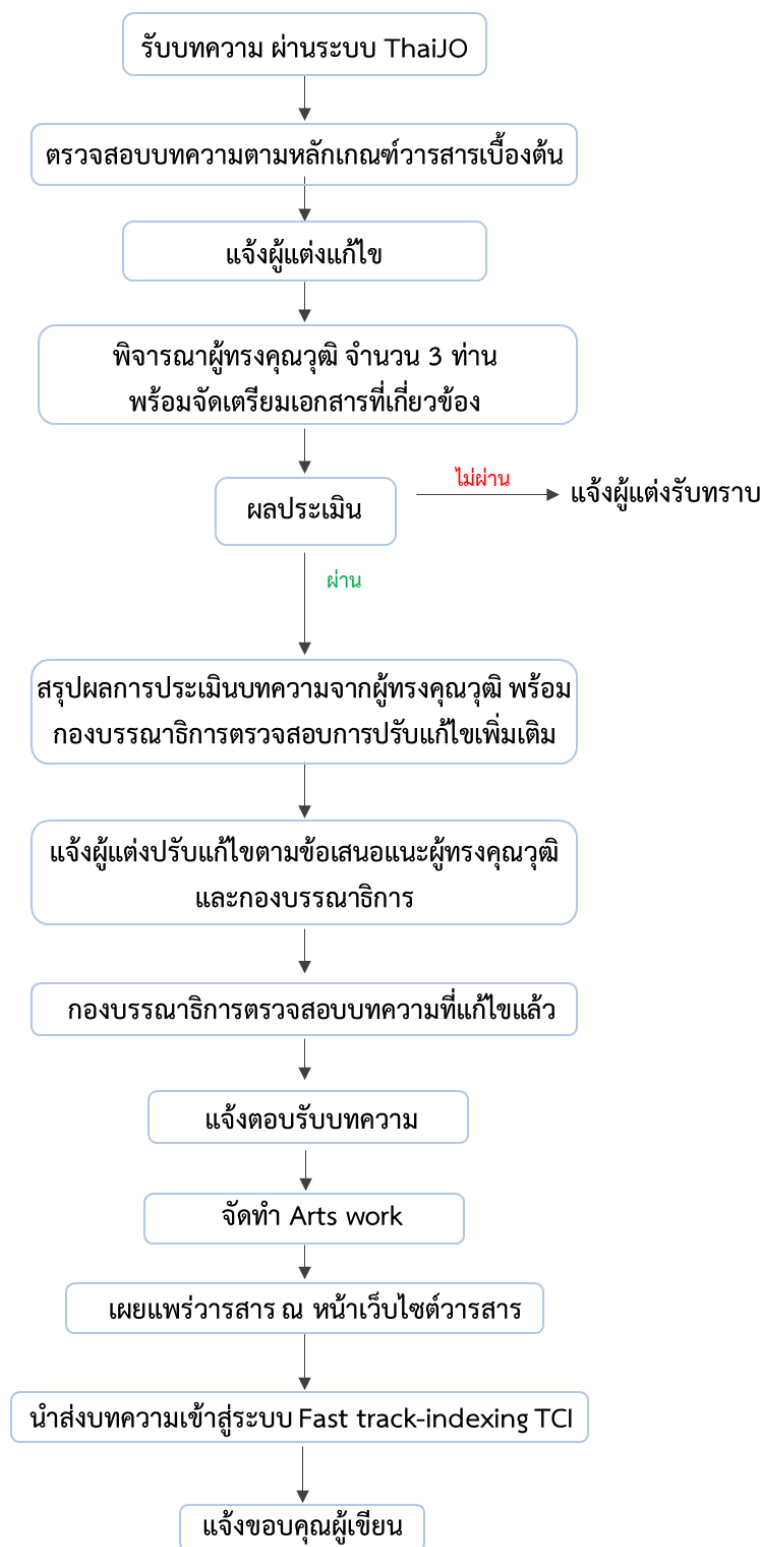 รับบทความ ผ่านระบบ ThaiJO
ตรวจสอบบทความตามหลักเกณฑ์วารสารเบื้องต้น
แจ้งผู้แต่งแก้ไข
พิจารณาผู้ทรงคุณวุฒิ จำนวน 3 ท่าน
พร้อมจัดเตรียมเอกสารที่เกี่ยวข้อง
ผลประเมิน
ไม่ผ่าน
แจ้งผู้แต่งรับทราบ
ผ่าน
สรุปผลการประเมินบทความจากผู้ทรงคุณวุฒิ พร้อม
กองบรรณาธิการตรวจสอบการปรับแก้ไขเพิ่มเติม
แจ้งผู้แต่งปรับแก้ไขตามข้อเสนอแนะผู้ทรงคุณวุฒิ
และกองบรรณาธิการ
กองบรรณาธิการตรวจสอบบทความที่แก้ไขแล้ว
แจ้งตอบรับบทความ
จัดทำ Arts work
เผยแพร่วารสาร ณ หน้าเว็บไซต์วารสาร
นำส่งบทความเข้าสู่ระบบ Fast track-indexing TCI
แจ้งขอบคุณผู้เขียน